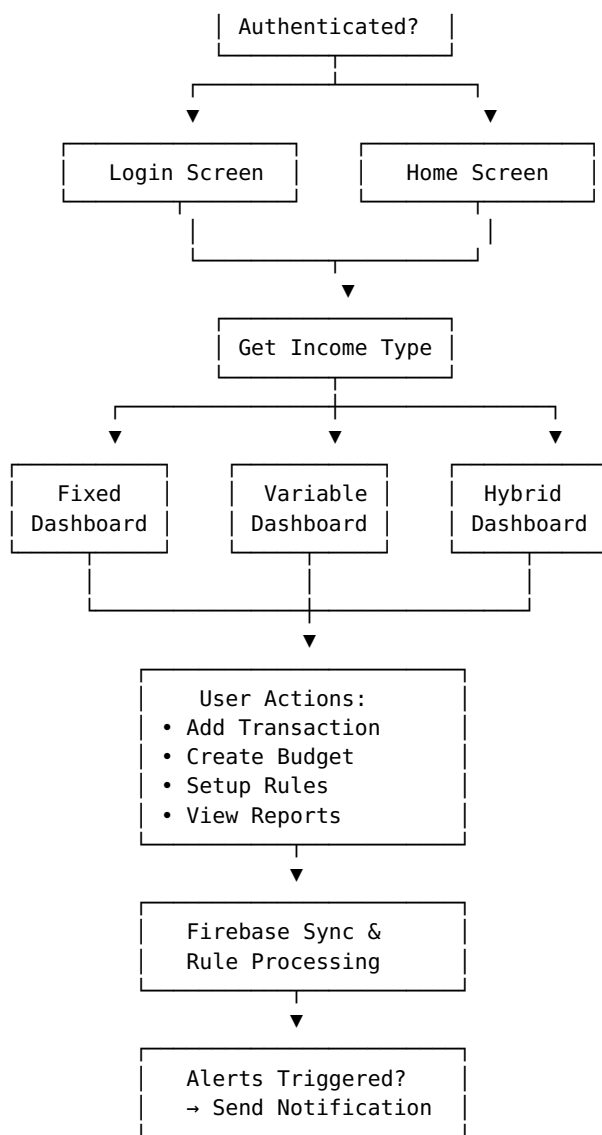 Authenticated?
Login Screen
Home Screen
Get Income Type
Fixed
Variable
Hybrid
Dashboard
Dashboard
Dashboard
User Actions:
• Add Transaction
• Create Budget
• Setup Rules
• View Reports
Firebase Sync &
Rule Processing
Alerts Triggered?
→ Send Notification